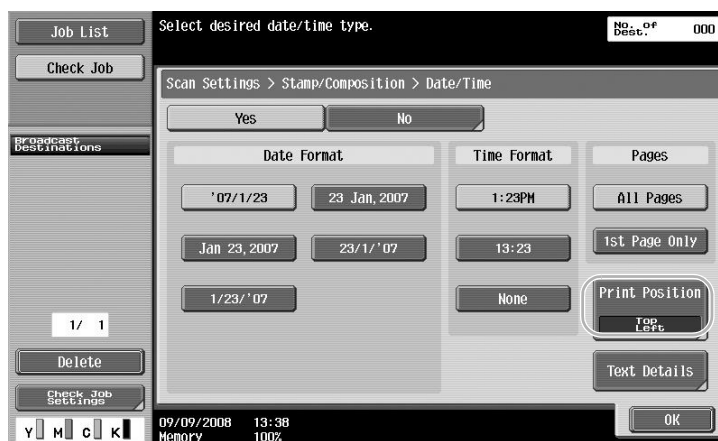 Job List
Check Job
Broadcast
Destinations
1/ 1
Delete
Check Job
Settings
Y M C K
Select desired date/time type.
No. of
Dest. 000
Scan Settings > Stamp/Composition > Date/Time
Yes No
Date Format Time Format Pages
'07/1/23 23 Jan,2007 1:23PM All Pages
Jan 23,2007 23/1/'07 13:23 1st Page Only
1/23/'07 None Print Position
Top
Left
Text Details
09/09/2008 13:38
Memory 100%
OK